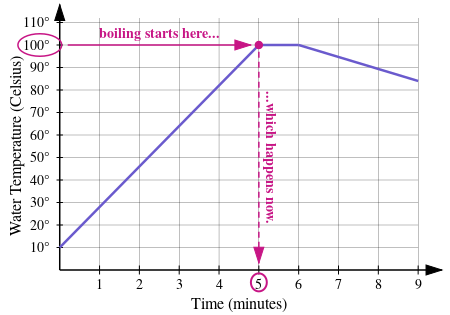 110°
boiling starts here...
100°
90°
80°
70°
60°
50°
40°
30°
20°
10°
Water Temperature (Celsius)
...which happens now.
1 2 3 4 5 6 7 8 9
Time (minutes)